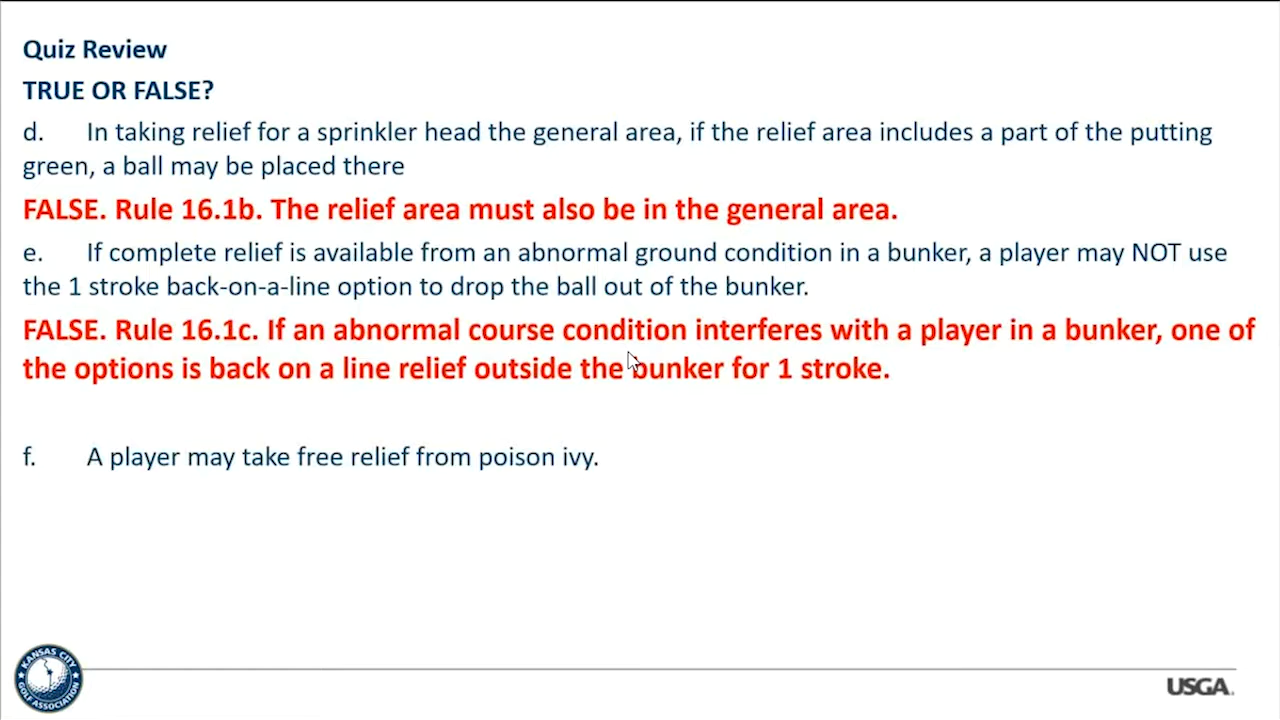 Quiz Review
TRUE OR FALSE?
d. In taking relief for a sprinkler head the general area, if the relief area includes a part of the putting
green, a ball may be placed there
FALSE. Rule 16.1b. The relief area must also be in the general area.
e. If complete relief is available from an abnormal ground condition in a bunker, a player may NOT use
the 1 stroke back-on-a-line option to drop the ball out of the bunker.
FALSE. Rule 16.1c. If an abnormal course condition interferes with a player in a bunker, one of
the options is back on a line relief outside the bunker for 1 stroke.
f. A player may take free relief from poison ivy.
KANSAS CITY
GOLF ASSOCIATION
USGA.